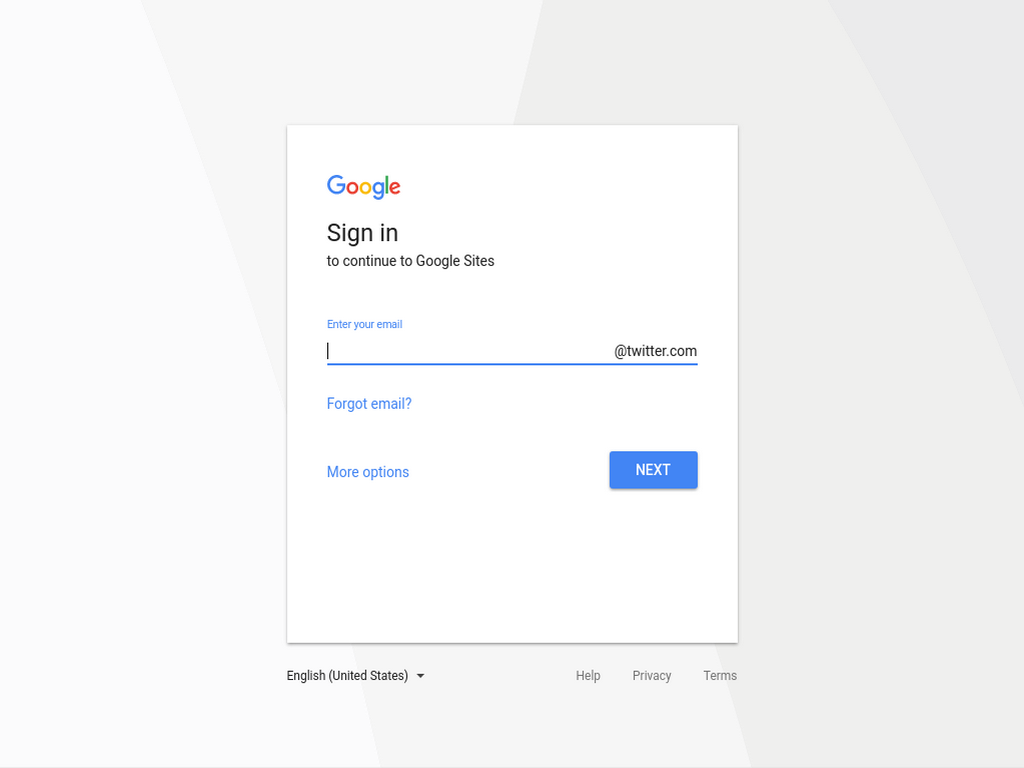 Google
Sign in
to continue to Google Sites
Enter your email
@twitter.com
Forgot email?
More options
NEXT
English (United States)
Help
Privacy
Terms